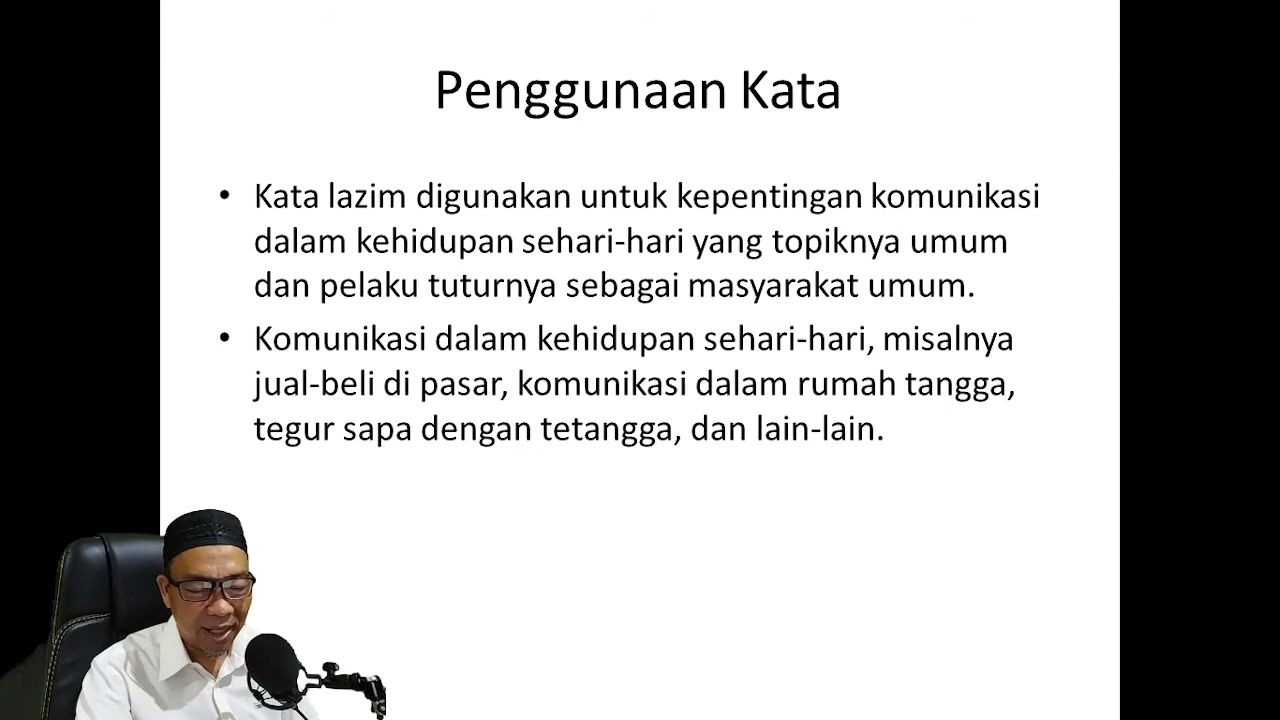 Penggunaan Kata
• Kata lazim digunakan untuk kepentingan komunikasi
dalam kehidupan sehari-hari yang topiknya umum
dan pelaku tuturnya sebagai masyarakat umum.
• Komunikasi dalam kehidupan sehari-hari, misalnya
jual-beli di pasar, komunikasi dalam rumah tangga,
tegur sapa dengan tetangga, dan lain-lain.